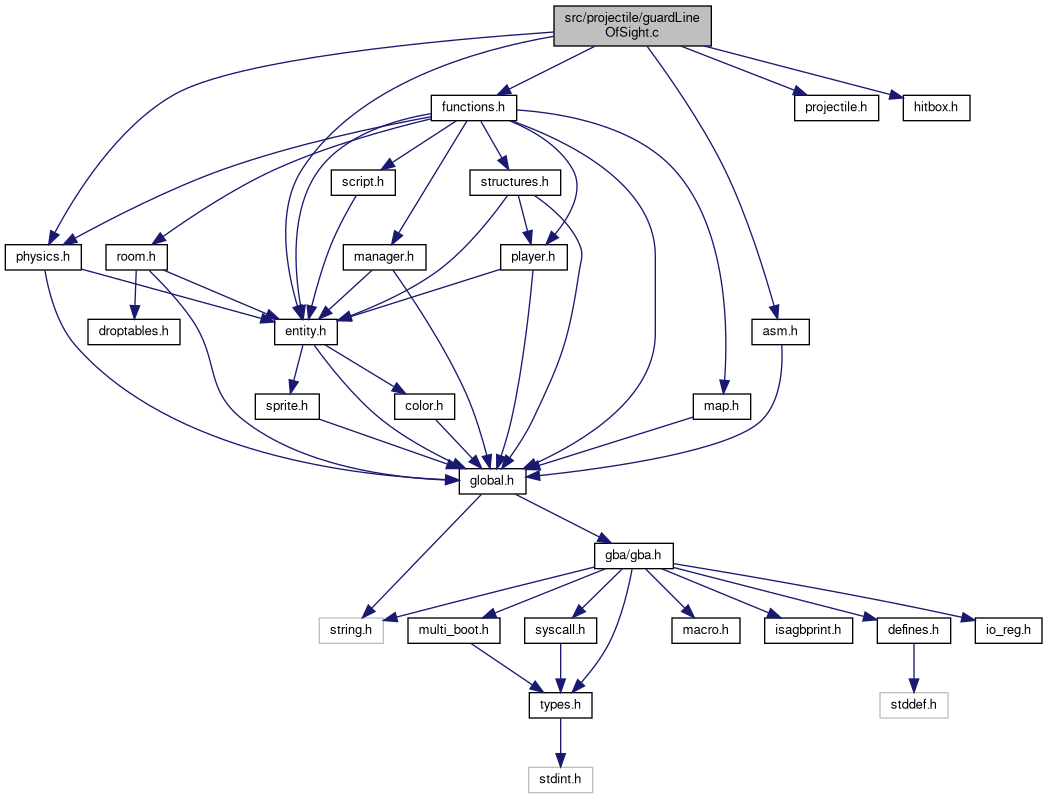 src/projectile/guardLine
OfSight.c
functions.h
projectile.h
hitbox.h
script.h
structures.h
physics.h
room.h
manager.h
player.h
droptables.h
entity.h
asm.h
sprite.h
color.h
map.h
global.h
gba/gba.h
string.h
multi_boot.h
syscall.h
macro.h
isagbprint.h
defines.h
io_reg.h
types.h
stddef.h
stdint.h